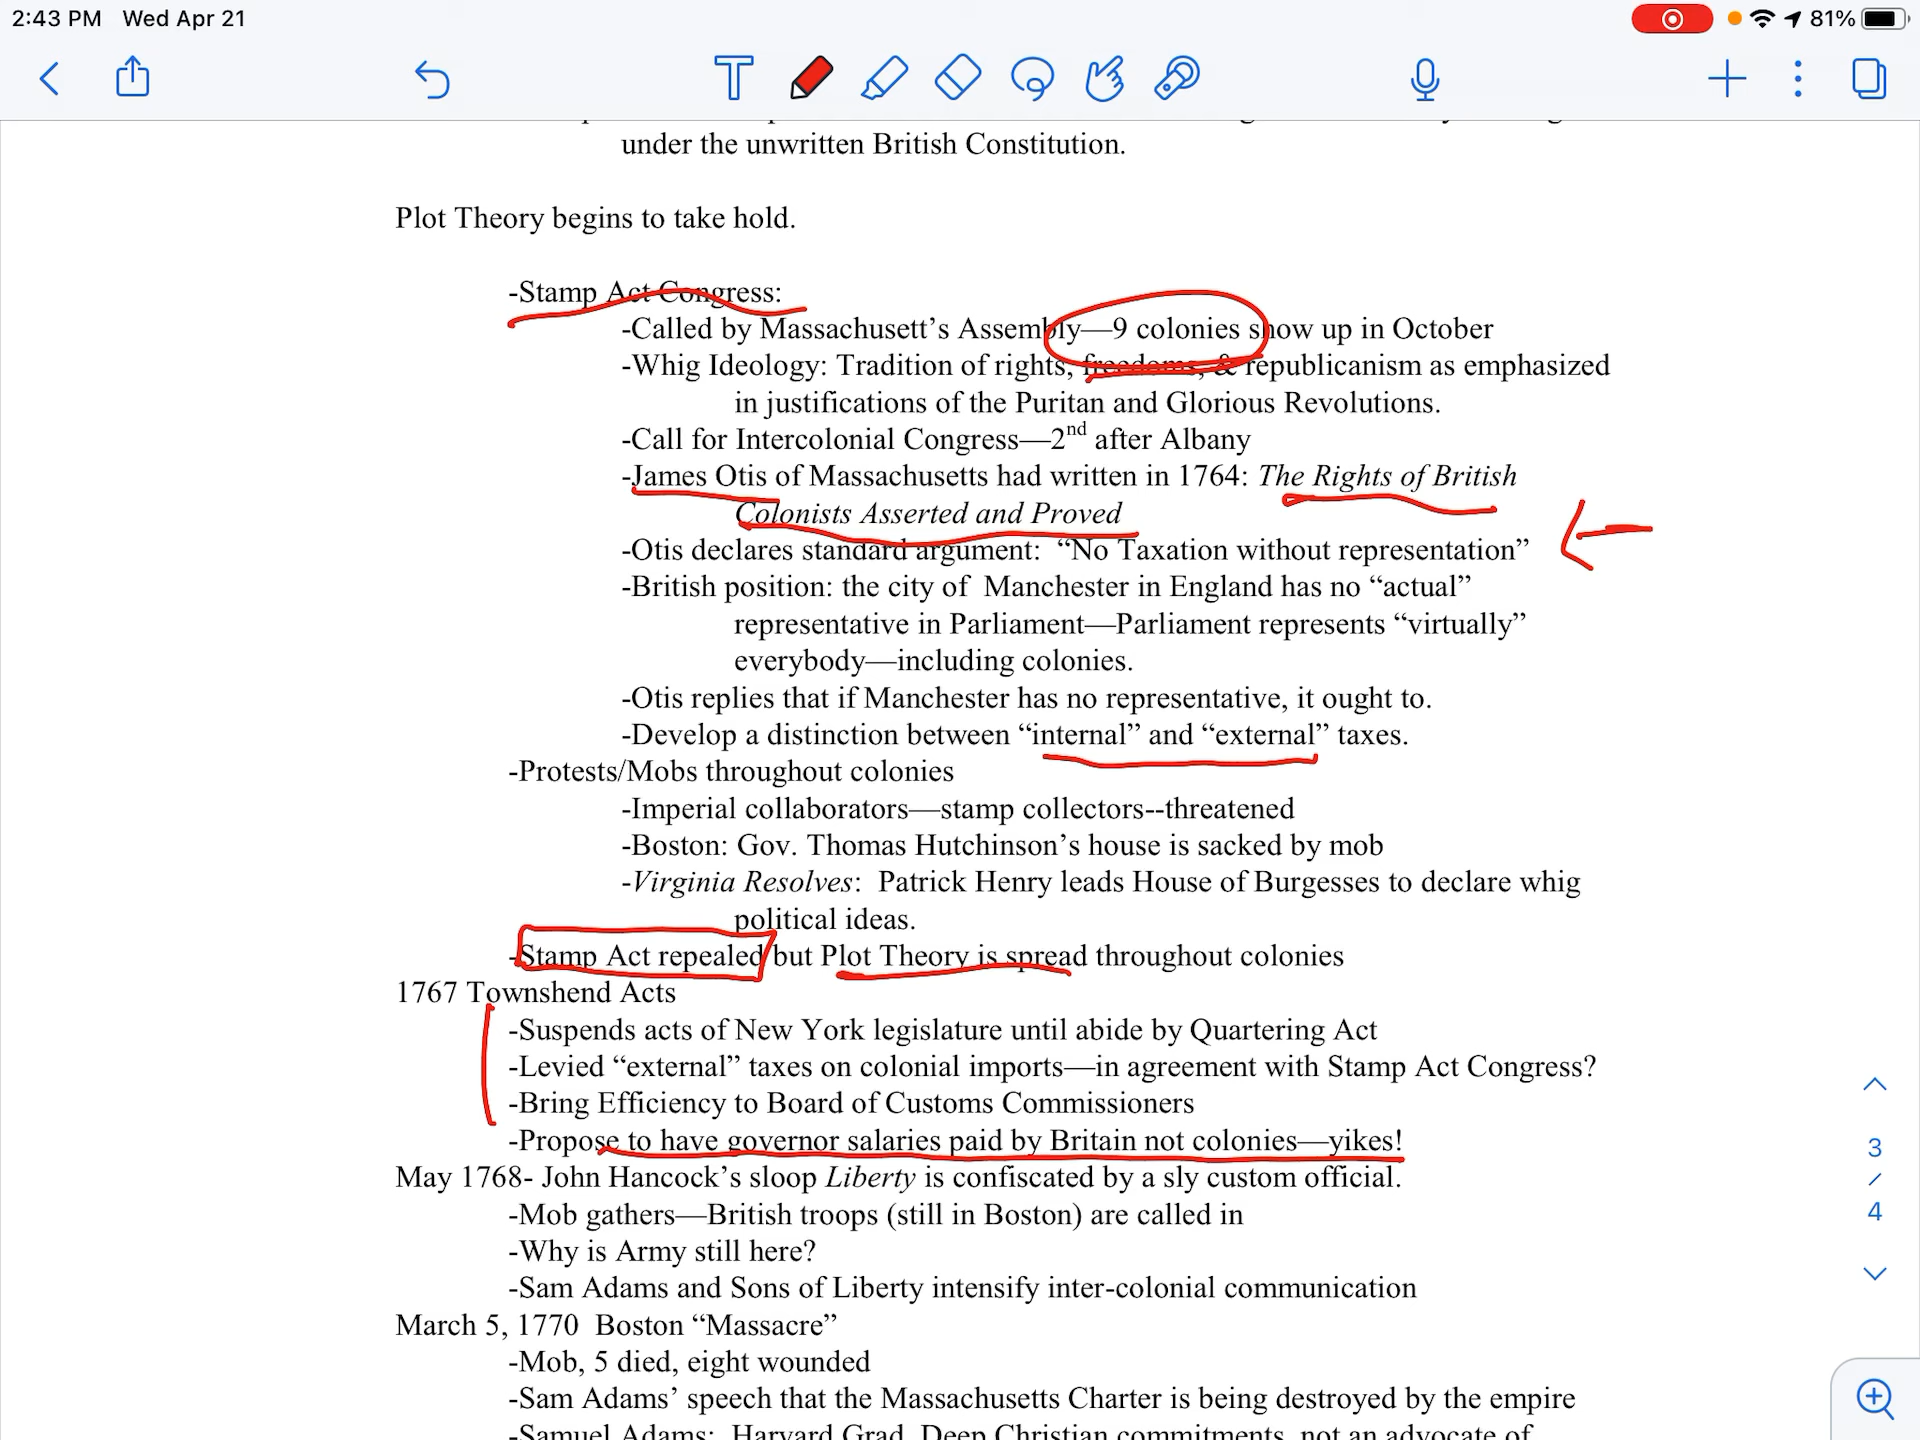 2:43 PM Wed Apr 21
81%
under the unwritten British Constitution.
Plot Theory begins to take hold.
-Stamp Act Congress:
-Called by Massachusett’s Assembly—9 colonies show up in October
-Whig Ideology: Tradition of rights, freedoms, & republicanism as emphasized
in justifications of the Puritan and Glorious Revolutions.
-Call for Intercolonial Congress—2nd after Albany
-James Otis of Massachusetts had written in 1764: The Rights of British
Colonists Asserted and Proved
-Otis declares standard argument: “No Taxation without representation”
-British position: the city of Manchester in England has no “actual”
representative in Parliament—Parliament represents “virtually”
everybody—including colonies.
-Otis replies that if Manchester has no representative, it ought to.
-Develop a distinction between “internal” and “external” taxes.
-Protests/Mobs throughout colonies
-Imperial collaborators—stamp collectors--threatened
-Boston: Gov. Thomas Hutchinson’s house is sacked by mob
-Virginia Resolves: Patrick Henry leads House of Burgesses to declare whig
political ideas.
-Stamp Act repealed but Plot Theory is spread throughout colonies
1767 Townshend Acts
-Suspends acts of New York legislature until abide by Quartering Act
-Levied “external” taxes on colonial imports—in agreement with Stamp Act Congress?
-Bring Efficiency to Board of Customs Commissioners
-Propose to have governor salaries paid by Britain not colonies—yikes!
May 1768- John Hancock’s sloop Liberty is confiscated by a sly custom official.
-Mob gathers—British troops (still in Boston) are called in
-Why is Army still here?
-Sam Adams and Sons of Liberty intensify inter-colonial communication
March 5, 1770 Boston “Massacre”
-Mob, 5 died, eight wounded
-Sam Adams’ speech that the Massachusetts Charter is being destroyed by the empire
-Samuel Adams: Harvard Grad, Deep Christian commitments, not an advocate of
3
/
4